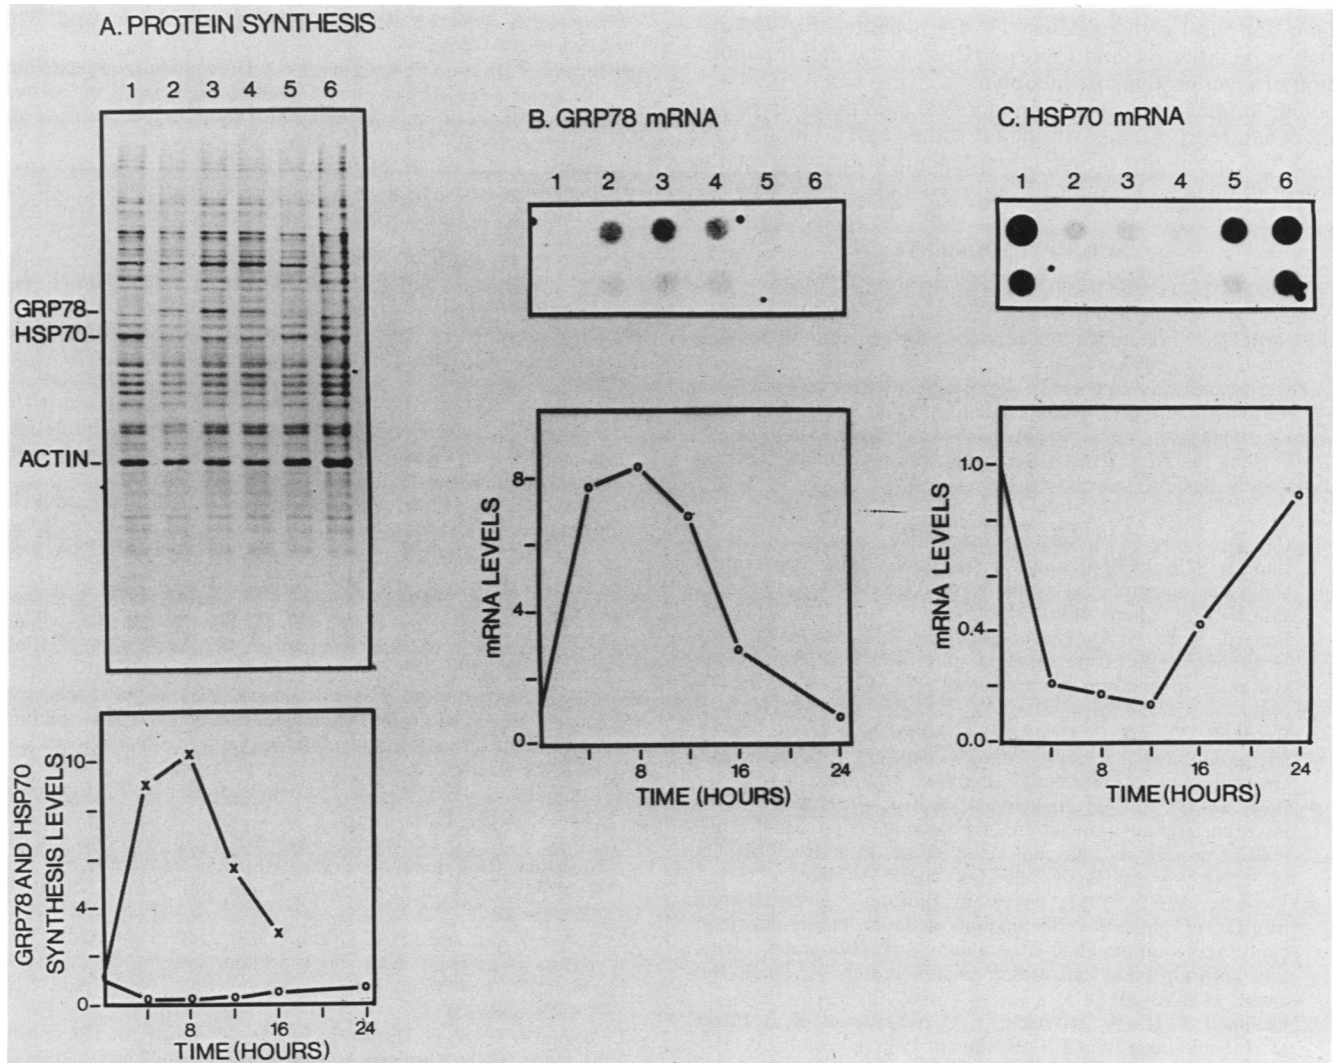 A. PROTEIN SYNTHESIS
1 2 3 4 5 6
GRP78
HSP70
ACTIN
10
4
0
GRP78 AND HSP70
SYNTHESIS LEVELS
8 16 24
TIME (HOURS)
B. GRP78 mRNA
1 2 3 4 5 6
8
4
0
mRNA LEVELS
8 16 24
TIME (HOURS)
C. HSP70 mRNA
1 2 3 4 5 6
1.0
0.4
0.0
mRNA LEVELS
8 16 24
TIME (HOURS)